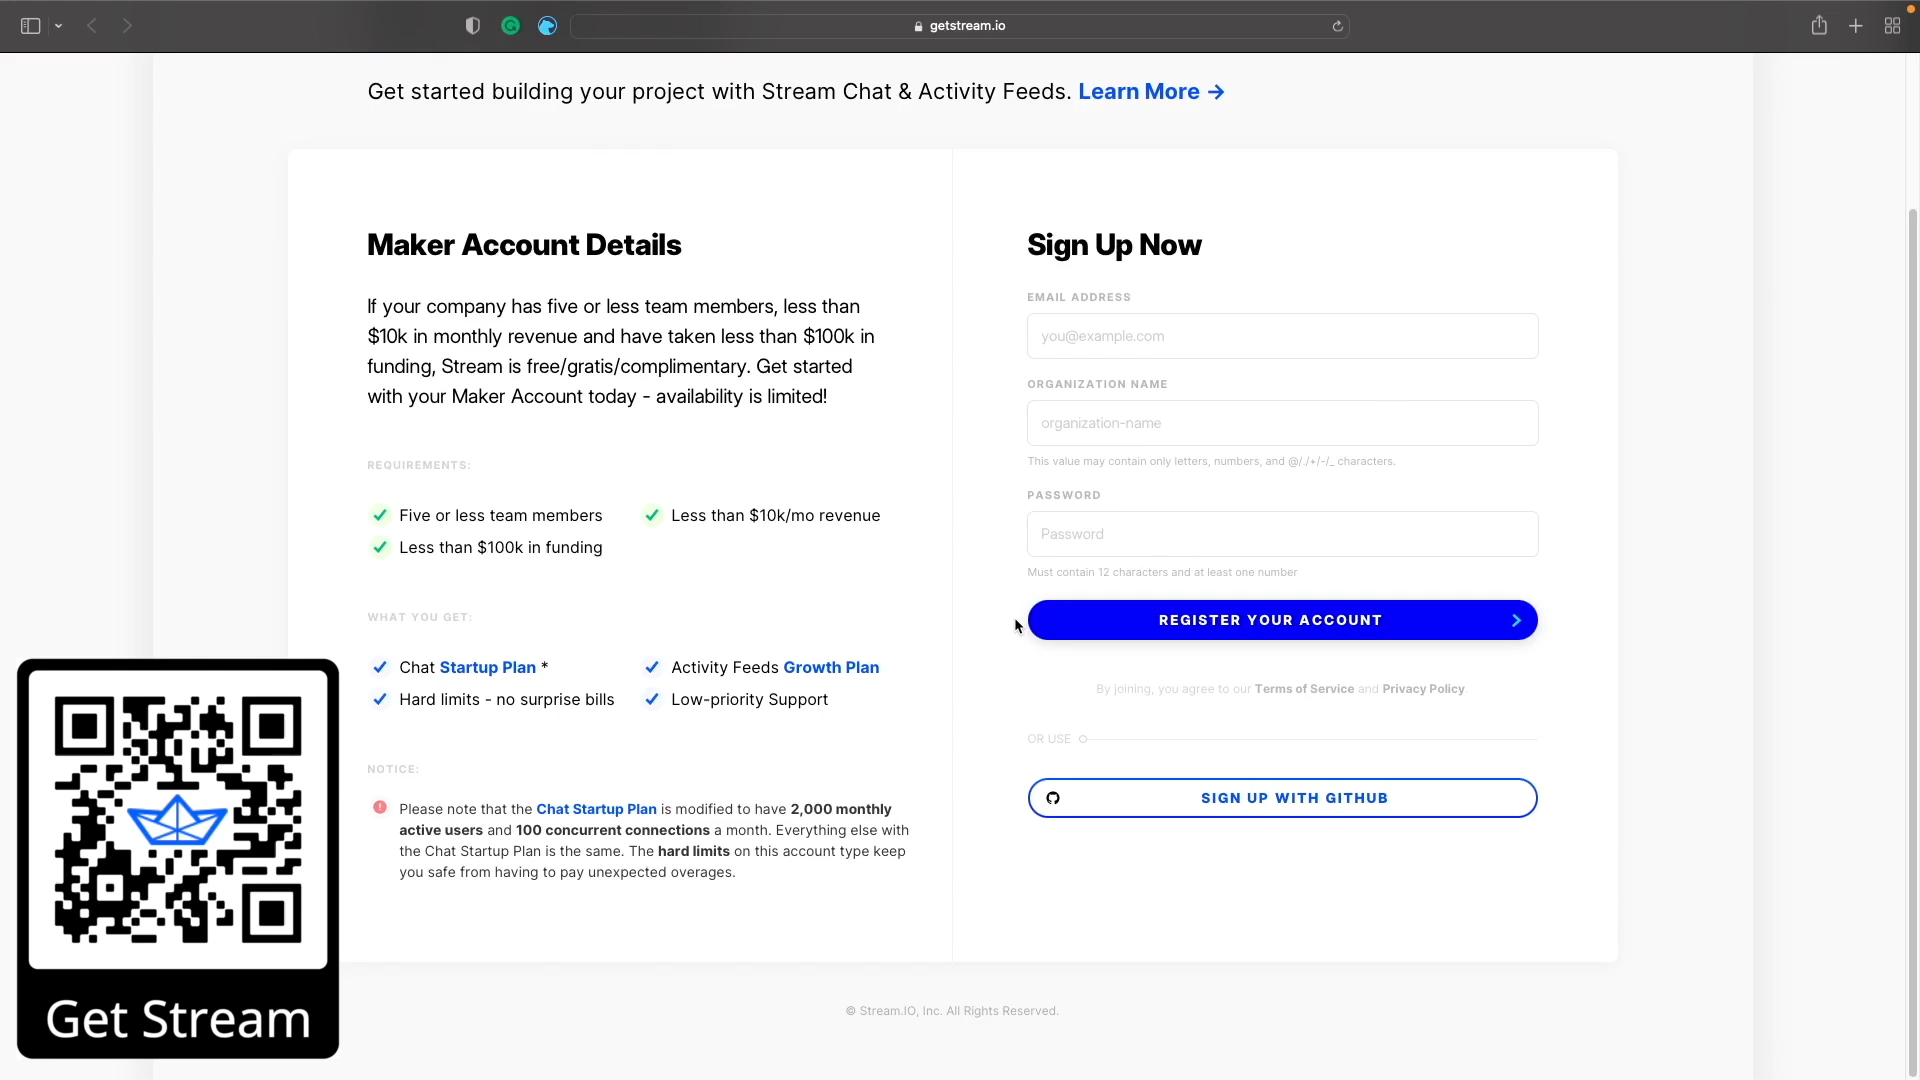 getstream.io
Get started building your project with Stream Chat & Activity Feeds. Learn More →
Maker Account Details
If your company has five or less team members, less than
$10k in monthly revenue and have taken less than $100k in
funding, Stream is free/gratis/complimentary. Get started
with your Maker Account today - availability is limited!
REQUIREMENTS:
Five or less team members
Less than $10k/mo revenue
Less than $100k in funding
WHAT YOU GET:
Chat Startup Plan *
Activity Feeds Growth Plan
Hard limits - no surprise bills
Low-priority Support
NOTICE:
Please note that the Chat Startup Plan is modified to have 2,000 monthly
active users and 100 concurrent connections a month. Everything else with
the Chat Startup Plan is the same. The hard limits on this account type keep
you safe from having to pay unexpected overages.
Sign Up Now
EMAIL ADDRESS
you@example.com
ORGANIZATION NAME
organization-name
This value may contain only letters, numbers, and @/./+/-/_ characters.
PASSWORD
Password
Must contain 12 characters and at least one number
REGISTER YOUR ACCOUNT
By joining, you agree to our Terms of Service and Privacy Policy.
OR USE
SIGN UP WITH GITHUB
Get Stream
© Stream.IO, Inc. All Rights Reserved.